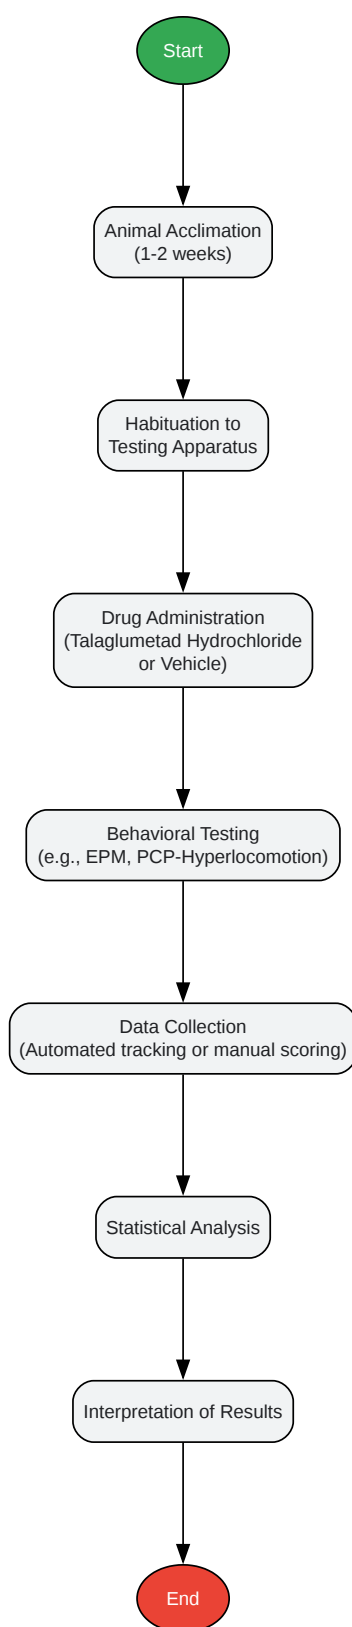 Start
Animal Acclimation
(1-2 weeks)
Habituation to
Testing Apparatus
Drug Administration
(Talaglumetad Hydrochloride
or Vehicle)
Behavioral Testing
(e.g., EPM, PCP-Hyperlocomotion)
Data Collection
(Automated tracking or manual scoring)
Statistical Analysis
Interpretation of Results
End